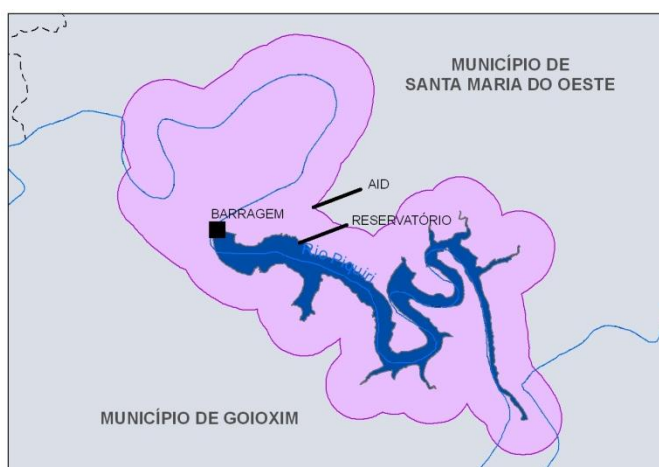 MUNICÍPIO DE
SANTA MARIA DO OESTE
AID
BARRAGEM
RESERVATÓRIO
Rio Piquiri
MUNICÍPIO DE GOIOXIM